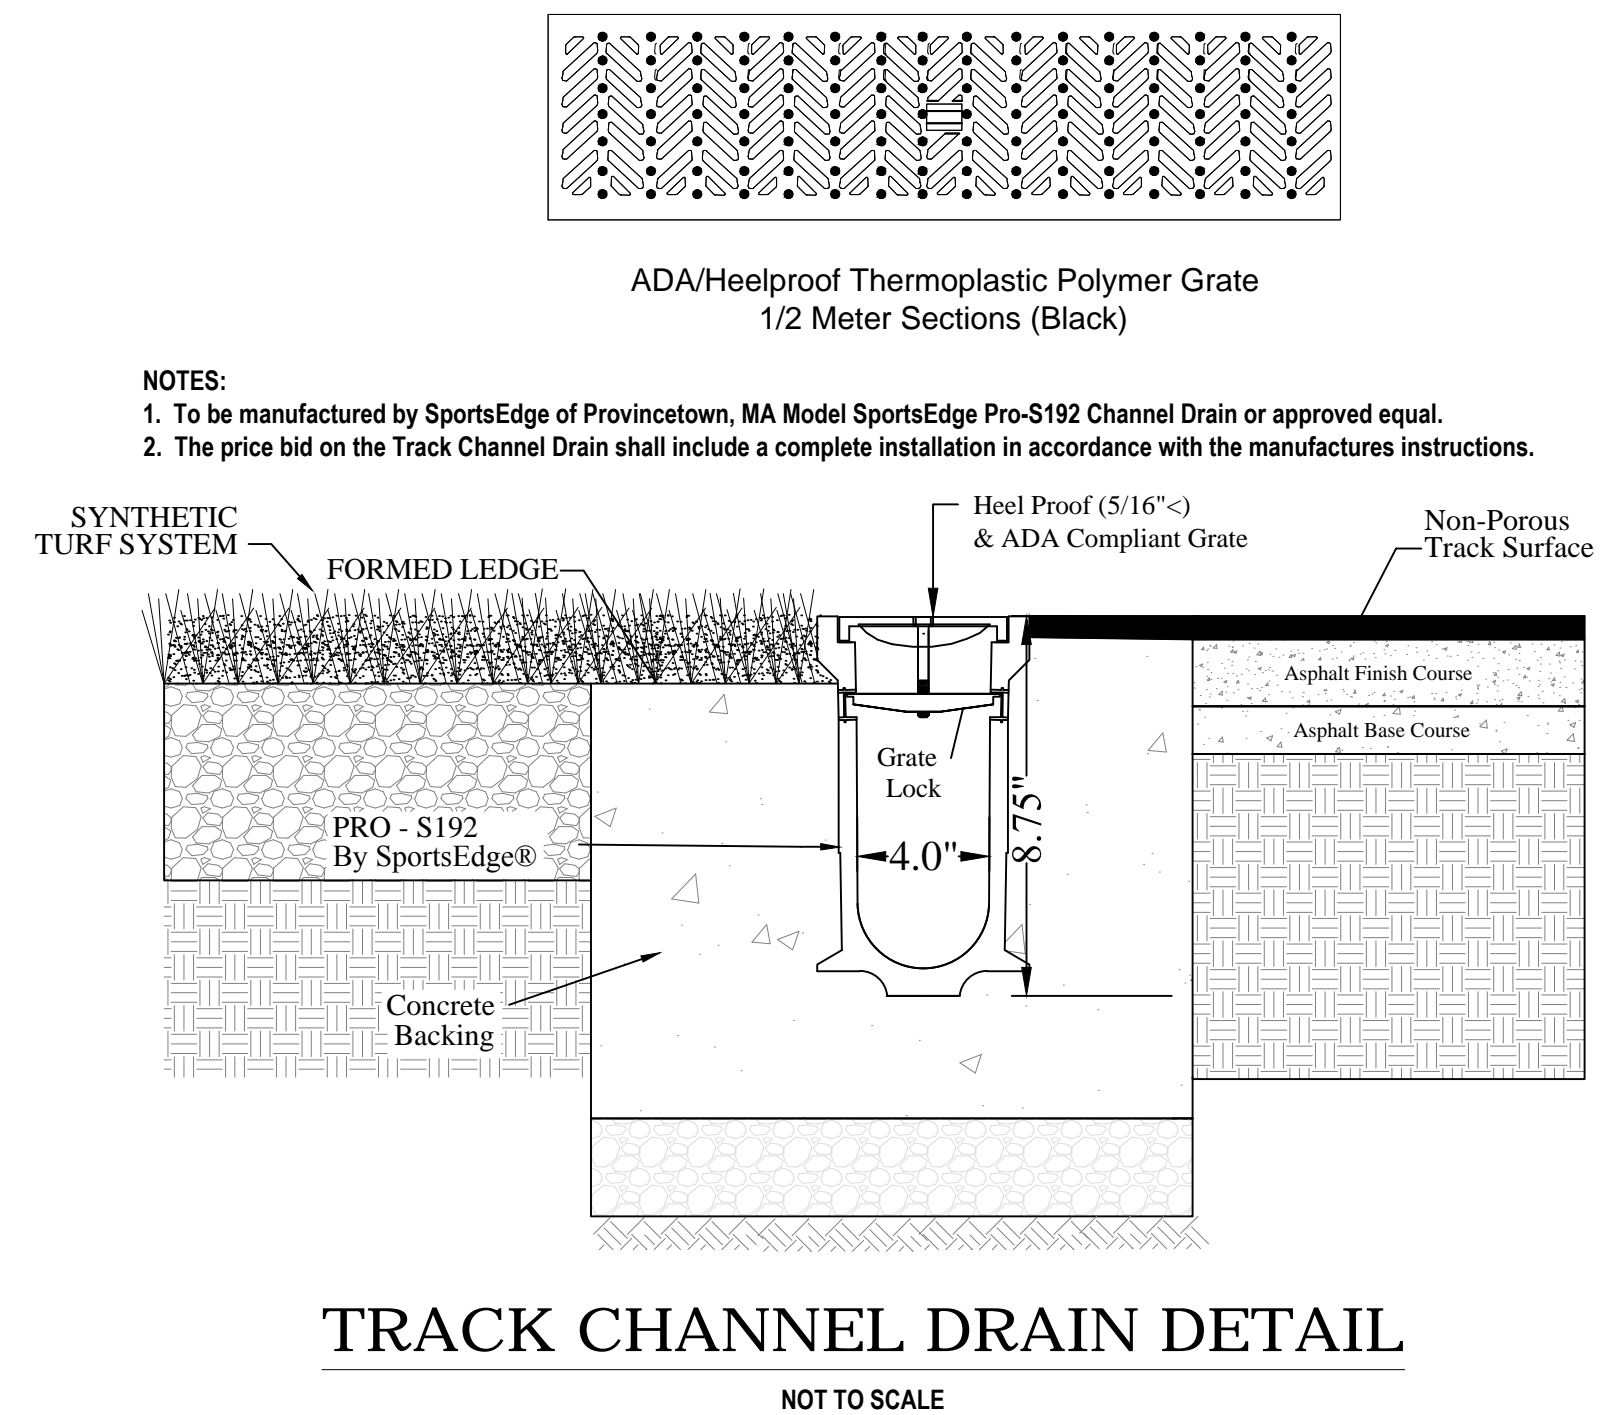 ADA/Heelproof Thermoplastic Polymer Grate
1/2 Meter Sections (Black)
NOTES:
1. To be manufactured by SportsEdge of Provincetown, MA Model SportsEdge Pro-S192 Channel Drain or approved equal.
2. The price bid on the Track Channel Drain shall include a complete installation in accordance with the manufactures instructions.
SYNTHETIC
TURF SYSTEM
FORMED LEDGE
Heel Proof (5/16"<)
& ADA Compliant Grate
Non-Porous
Track Surface
Asphalt Finish Course
Asphalt Base Course
Grate
Lock
PRO - S192
By SportsEdge®
4.0"
8.75"
Concrete
Backing
TRACK CHANNEL DRAIN DETAIL
NOT TO SCALE